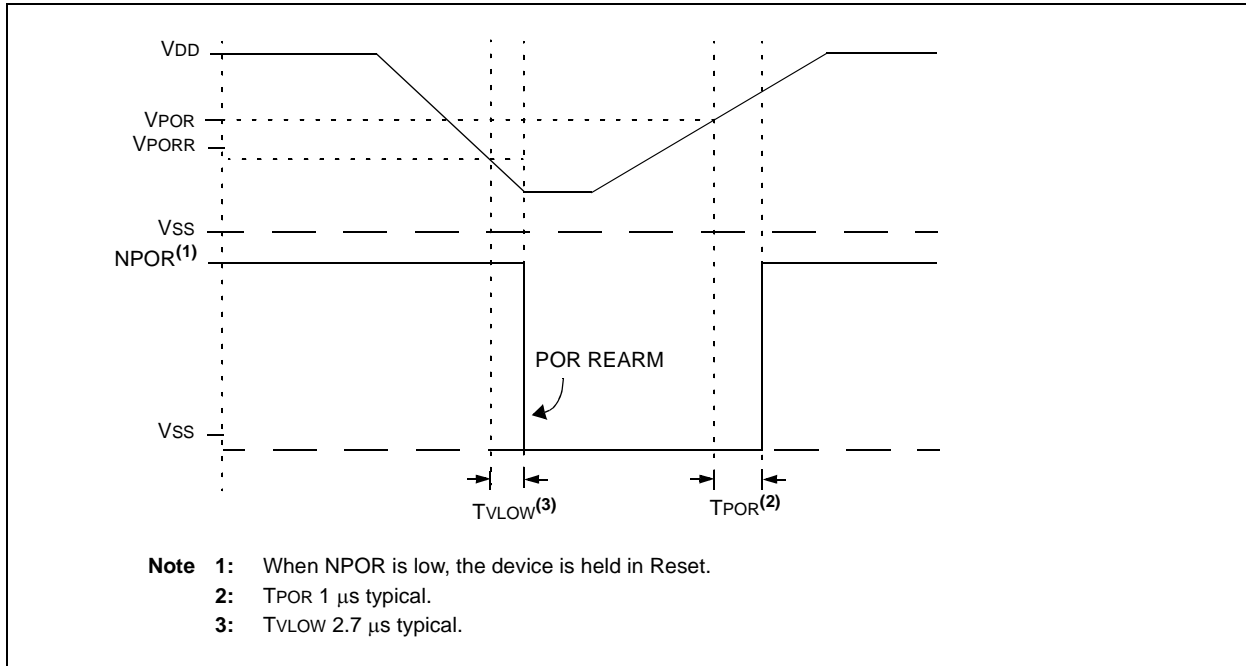 VDD
VPOR
VPORR
VSS
NPOR(1)
POR REARM
VSS
TVLOW(3)
TPOR(2)
Note 1: When NPOR is low, the device is held in Reset.
2: TPOR 1 μs typical.
3: TVLOW 2.7 μs typical.